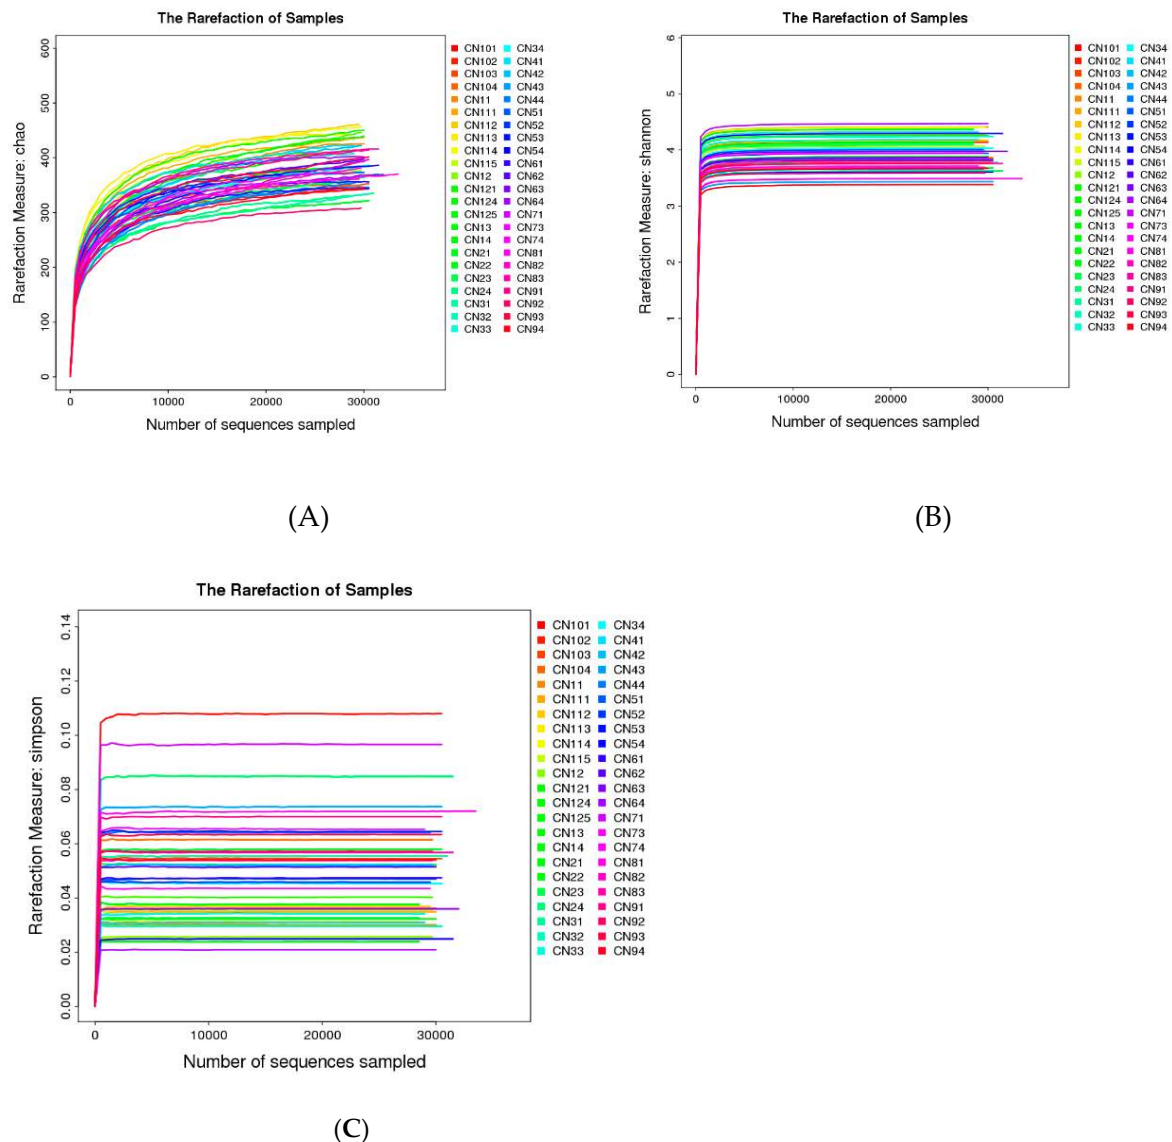 The Rarefaction of Samples
Rarefaction Measure: chao
600
500
400
300
200
100
0
0 10000 20000 30000
Number of sequences sampled
CN101 CN34
CN102 CN41
CN103 CN42
CN104 CN43
CN11 CN44
CN111 CN51
CN112 CN52
CN113 CN53
CN114 CN54
CN115 CN61
CN12 CN62
CN121 CN63
CN124 CN64
CN125 CN71
CN13 CN73
CN14 CN74
CN21 CN81
CN22 CN82
CN23 CN83
CN24 CN91
CN31 CN92
CN32 CN93
CN33 CN94
(A)
The Rarefaction of Samples
Rarefaction Measure: shannon
6
5
4
3
2
1
0
0 10000 20000 30000
Number of sequences sampled
CN101 CN34
CN102 CN41
CN103 CN42
CN104 CN43
CN11 CN44
CN111 CN51
CN112 CN52
CN113 CN53
CN114 CN54
CN115 CN61
CN12 CN62
CN121 CN63
CN124 CN64
CN125 CN71
CN13 CN73
CN14 CN74
CN21 CN81
CN22 CN82
CN23 CN83
CN24 CN91
CN31 CN92
CN32 CN93
CN33 CN94
(B)
The Rarefaction of Samples
Rarefaction Measure: simpson
0.14
0.12
0.10
0.08
0.06
0.04
0.02
0.00
0 10000 20000 30000
Number of sequences sampled
CN101 CN34
CN102 CN41
CN103 CN42
CN104 CN43
CN11 CN44
CN111 CN51
CN112 CN52
CN113 CN53
CN114 CN54
CN115 CN61
CN12 CN62
CN121 CN63
CN124 CN64
CN125 CN71
CN13 CN73
CN14 CN74
CN21 CN81
CN22 CN82
CN23 CN83
CN24 CN91
CN31 CN92
CN32 CN93
CN33 CN94
(C)